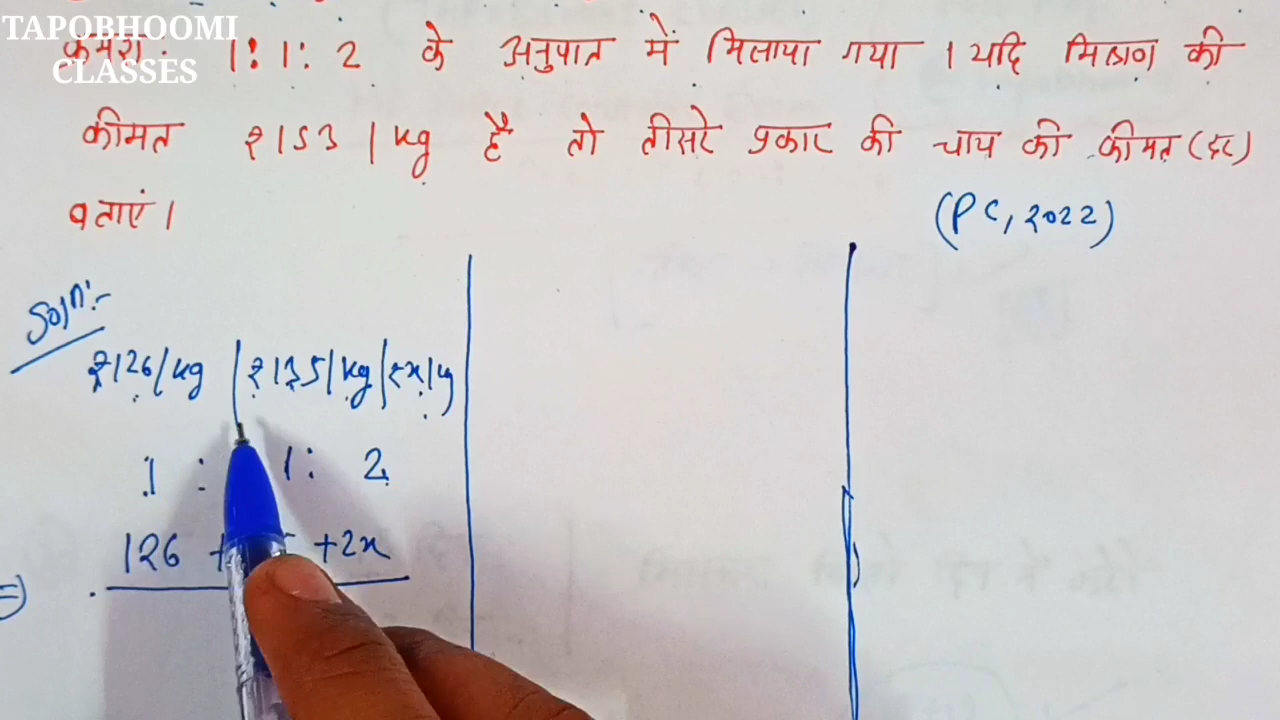 TAPOBHOOMI
CLASSES
क्रमशः 1:1:2 के अनुपात में मिलाया गया । यदि मिश्रण की
कीमत ₹153/kg है तो तीसरे प्रकार की चाय की कीमत (दर)
बताएं।
(PC, 2022)
Soln:-
₹126/kg | ₹135/kg | ₹x/kg
1 : 1 : 2
126 + +2x
=)